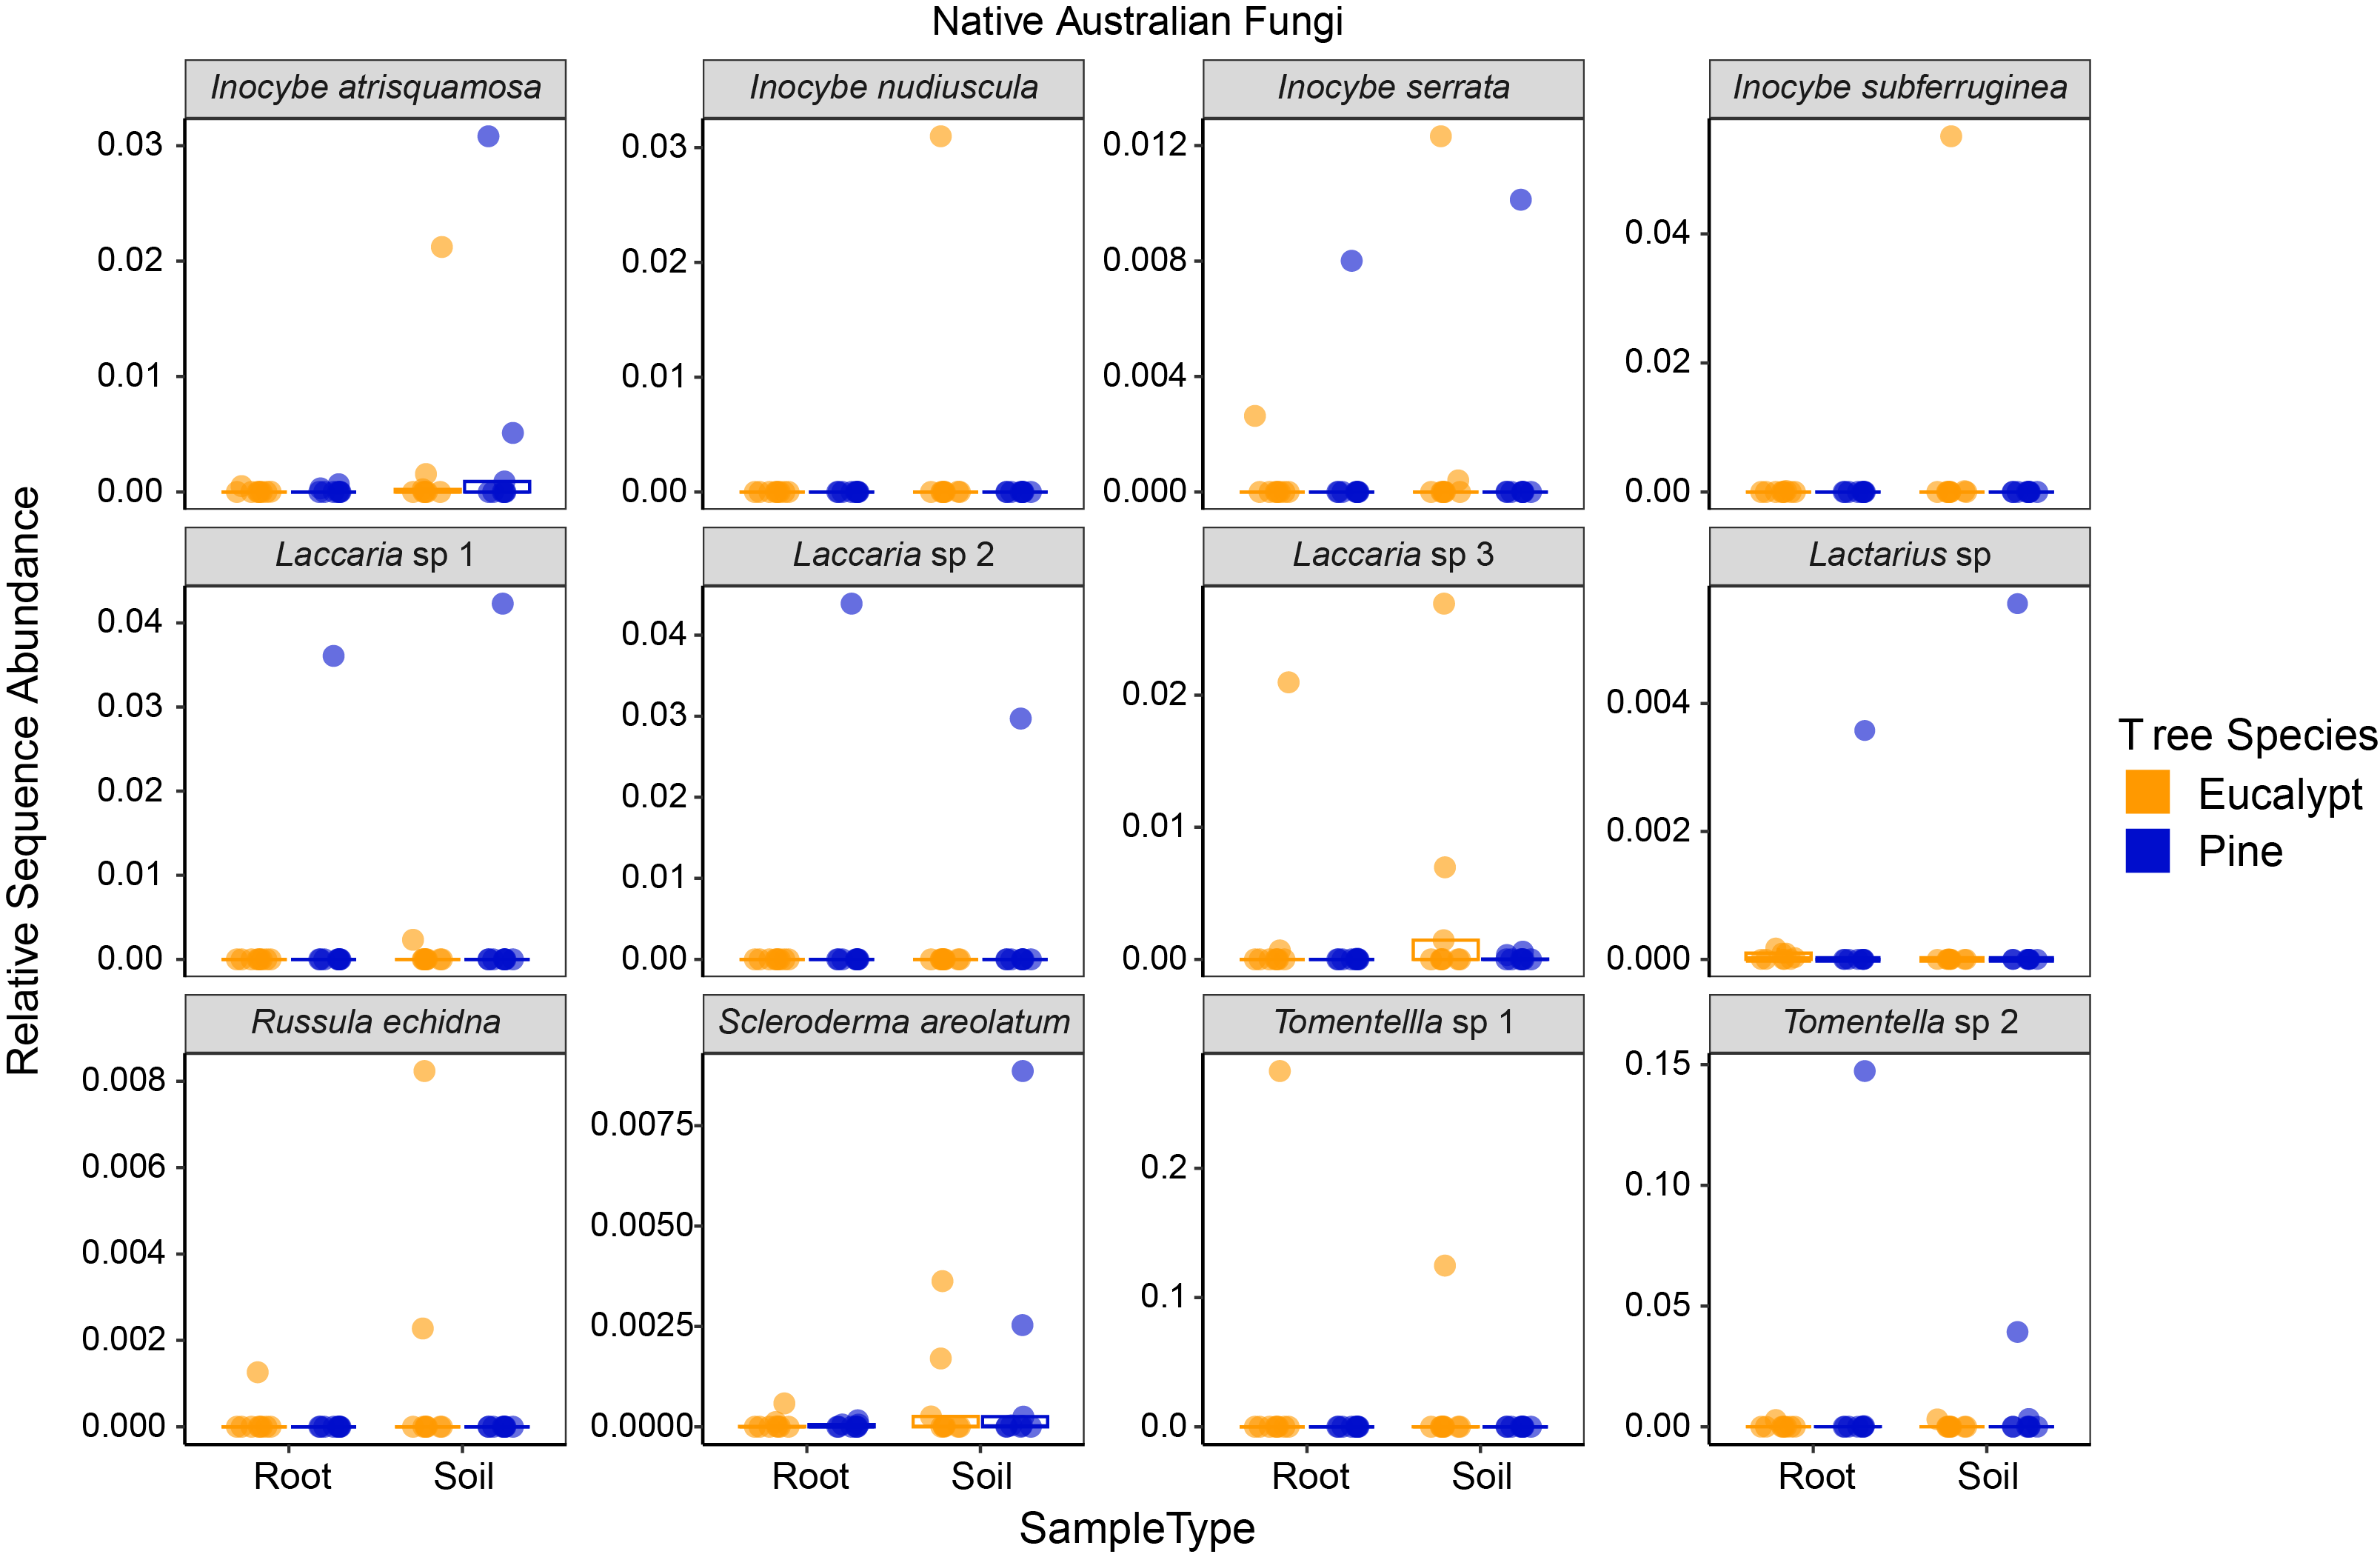 Native Australian Fungi
Inocybe atrisquamosa
Inocybe nudiuscula
Inocybe serrata
Inocybe subferruginea
0.03
0.02
0.01
0.00
0.03
0.02
0.01
0.00
0.012
0.008
0.004
0.000
0.04
0.02
0.00
Laccaria sp 1
Laccaria sp 2
Laccaria sp 3
Lactarius sp
0.04
0.03
0.02
0.01
0.00
0.04
0.03
0.02
0.01
0.00
0.02
0.01
0.00
0.004
0.002
0.000
Russula echidna
Scleroderma areolatum
Tomentellla sp 1
Tomentella sp 2
0.008
0.006
0.004
0.002
0.000
0.0075
0.0050
0.0025
0.0000
0.2
0.1
0.0
0.15
0.10
0.05
0.00
Root Soil
Root Soil
Root Soil
Root Soil
SampleType
Relative Sequence Abundance
Tree Species
Eucalypt
Pine